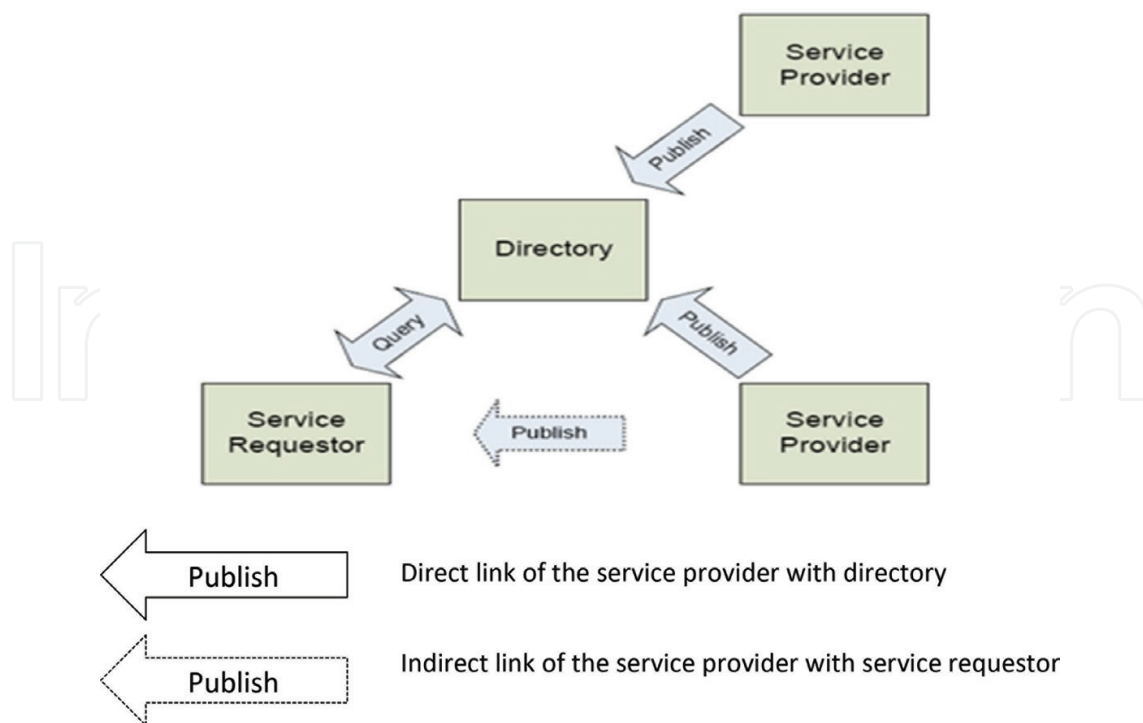 Service
Provider
Publish
Directory
Query
Publish
Service
Requestor
Publish
Service
Provider
Publish
Direct link of the service provider with directory
Publish
Indirect link of the service provider with service requestor